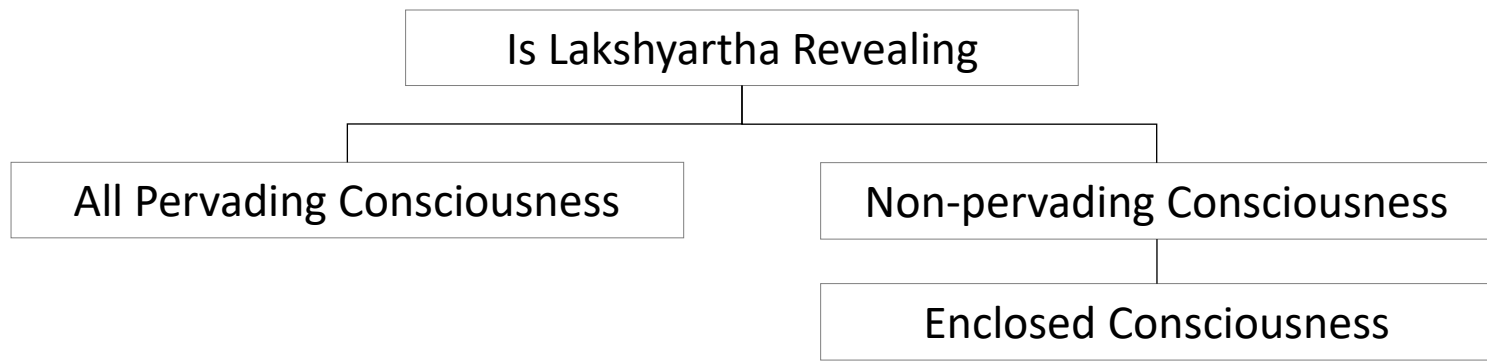 Is Lakshyartha Revealing
All Pervading Consciousness
Non-pervading Consciousness
Enclosed Consciousness